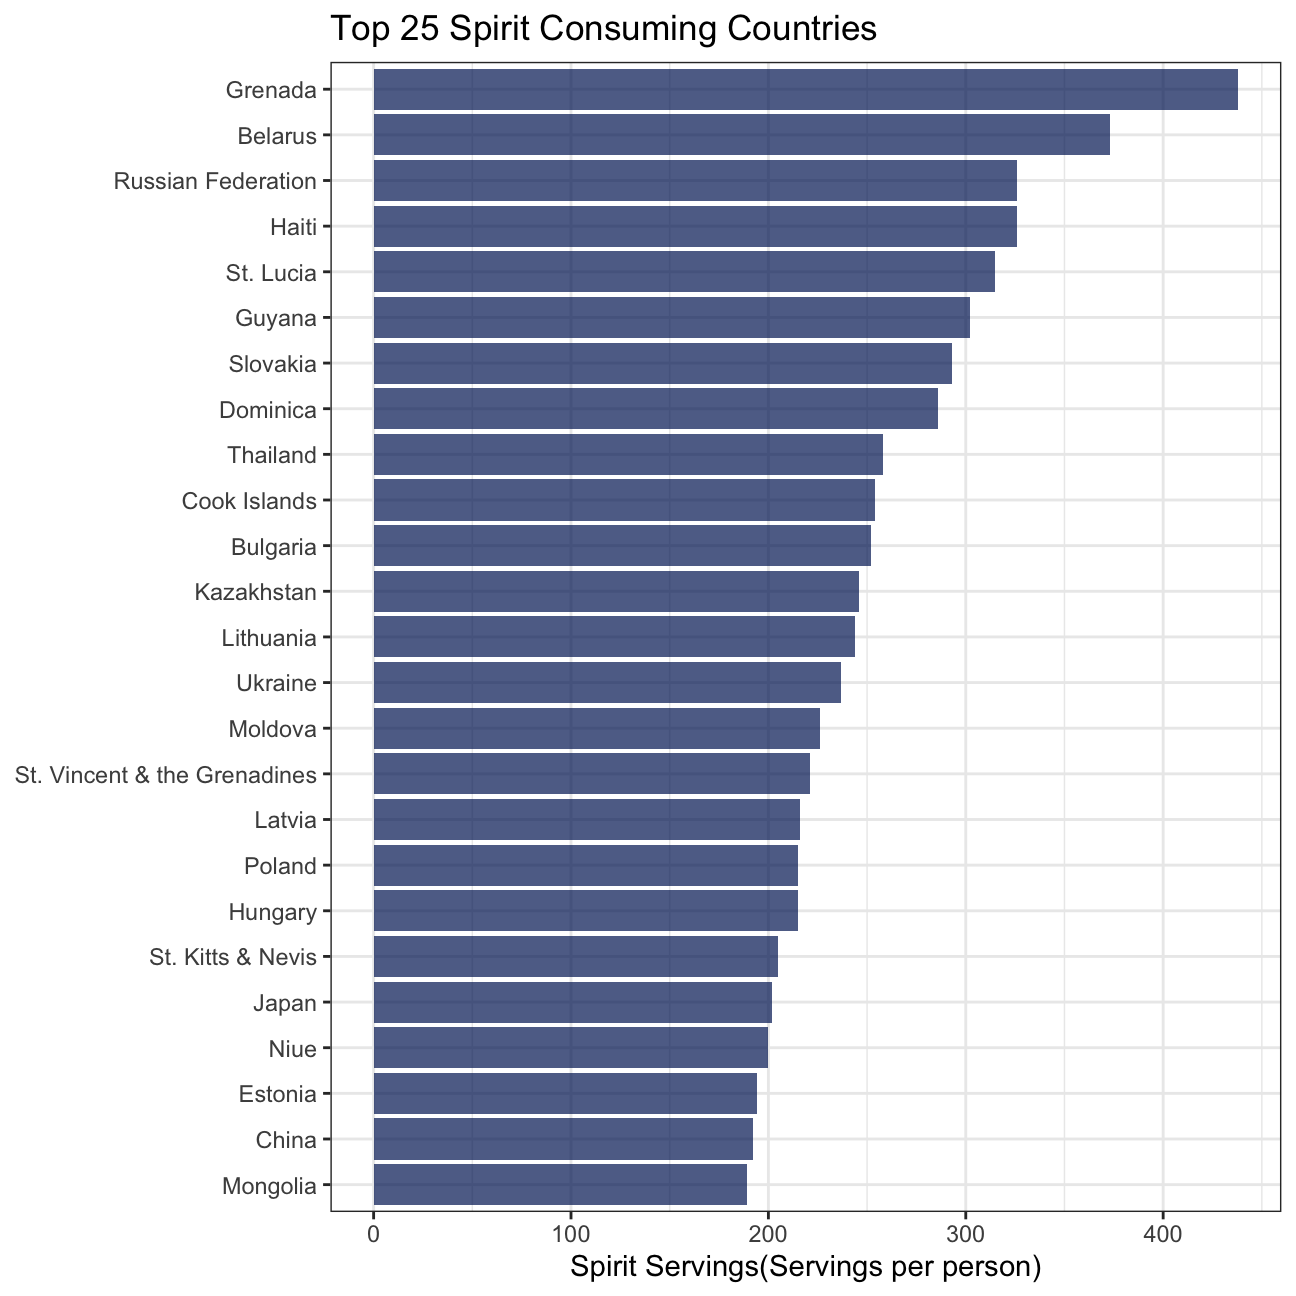 Top 25 Spirit Consuming Countries
Grenada
Belarus
Russian Federation
Haiti
St. Lucia
Guyana
Slovakia
Dominica
Thailand
Cook Islands
Bulgaria
Kazakhstan
Lithuania
Ukraine
Moldova
St. Vincent & the Grenadines
Latvia
Poland
Hungary
St. Kitts & Nevis
Japan
Niue
Estonia
China
Mongolia
0 100 200 300 400
Spirit Servings(Servings per person)